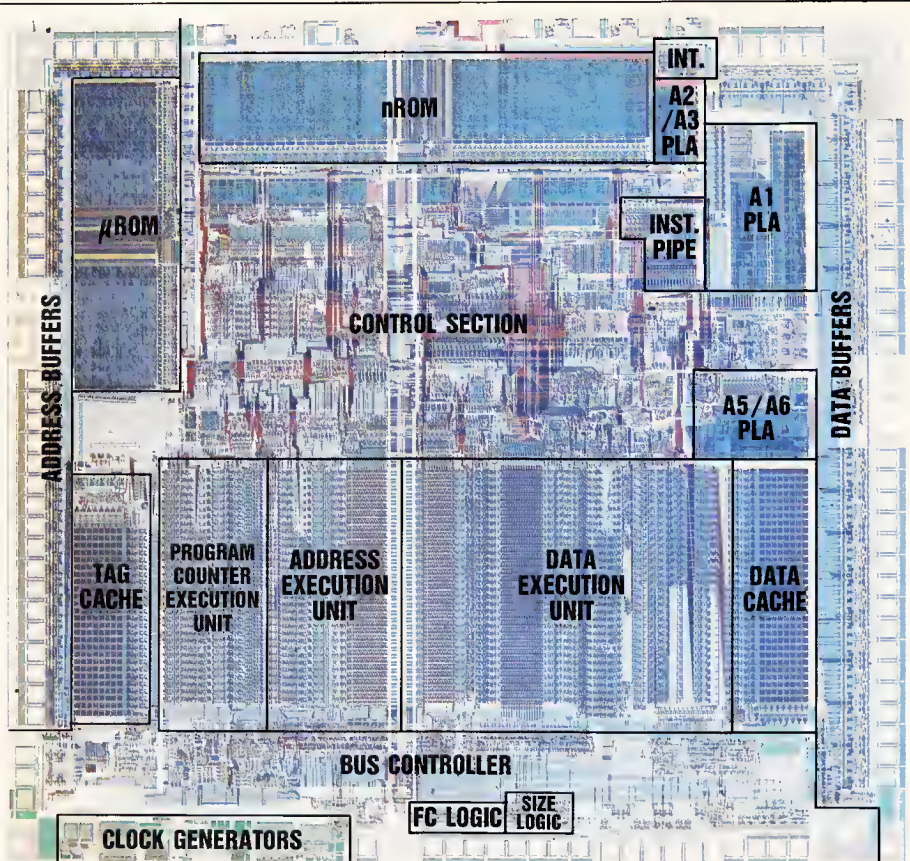 INT.
nROM
A2
/A3
PLA
μROM
A1
PLA
INST.
PIPE
CONTROL SECTION
ADDRESS BUFFERS
DATA BUFFERS
A5/A6
PLA
TAG
CACHE
PROGRAM
COUNTER
EXECUTION
UNIT
ADDRESS
EXECUTION
UNIT
DATA
EXECUTION
UNIT
DATA
CACHE
BUS CONTROLLER
FC LOGIC
SIZE
LOGIC
CLOCK GENERATORS